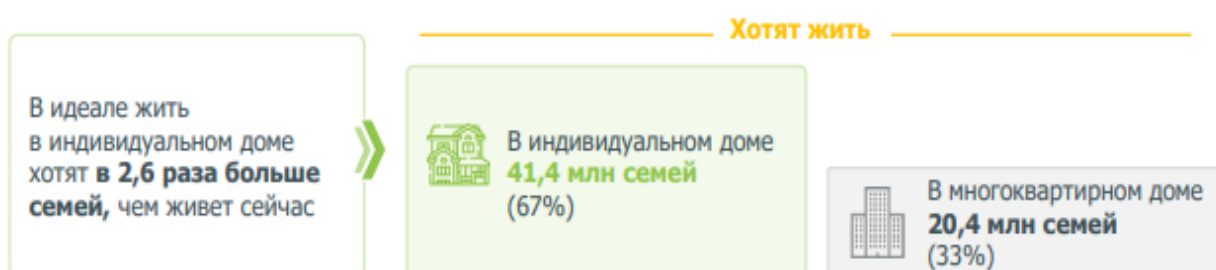 Хотят жить
В идеале жить
в индивидуальном доме
хотят в 2,6 раза больше
семей, чем живет сейчас
В индивидуальном доме
41,4 млн семей
(67%)
В многоквартирном доме
20,4 млн семей
(33%)